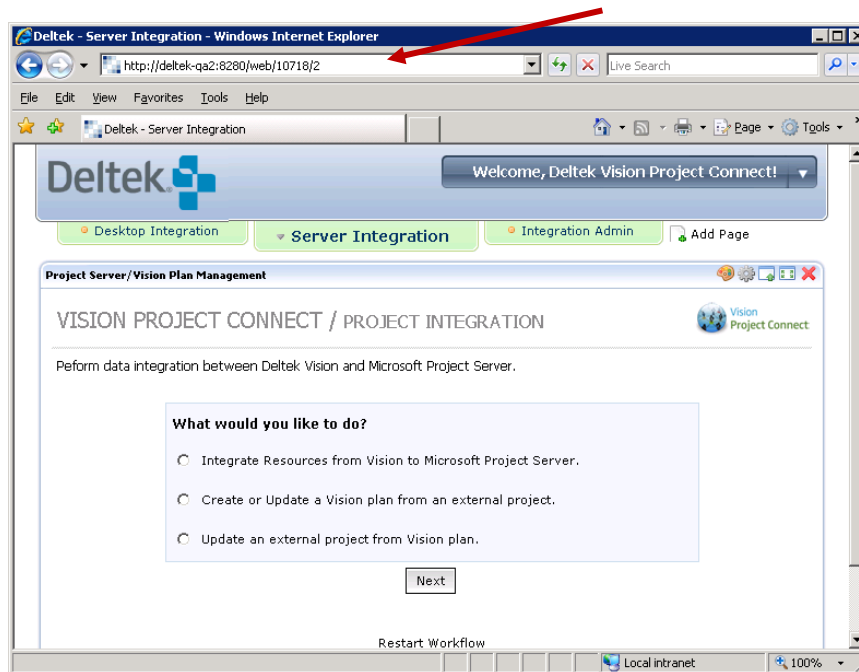 Deltek - Server Integration - Windows Internet Explorer
http://deltek-qa2:8280/web/10718/2
Live Search
File Edit View Favorites Tools Help
Deltek - Server Integration
Page Tools
Deltek
Welcome, Deltek Vision Project Connect!
Desktop Integration Server Integration Integration Admin Add Page
Project Server/Vision Plan Management
VISION PROJECT CONNECT / PROJECT INTEGRATION
Vision
Project Connect
Peform data integration between Deltek Vision and Microsoft Project Server.
What would you like to do?
Integrate Resources from Vision to Microsoft Project Server.
Create or Update a Vision plan from an external project.
Update an external project from Vision plan.
Next
Restart Workflow
Local intranet 100%